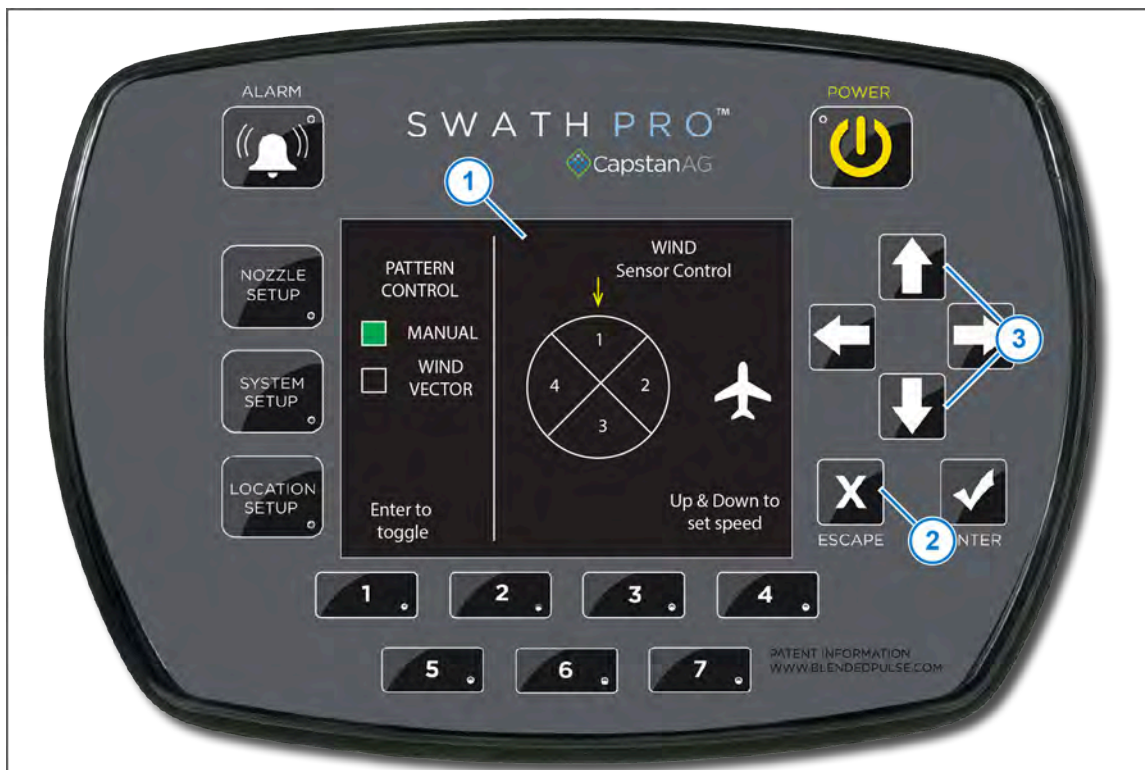 ALARM
POWER
SWATH PRO™
CapstanAG
1
NOZZLE
SETUP
SYSTEM
SETUP
LOCATION
SETUP
PATTERN
CONTROL
MANUAL
WIND
VECTOR
Enter to
toggle
WIND
Sensor Control
1
4
2
3
Up & Down to
set speed
3
X
2
ESCAPE
NTER
1
2
3
4
5
6
7
PATENT INFORMATION
WWW.BLENDEDPULSE.COM